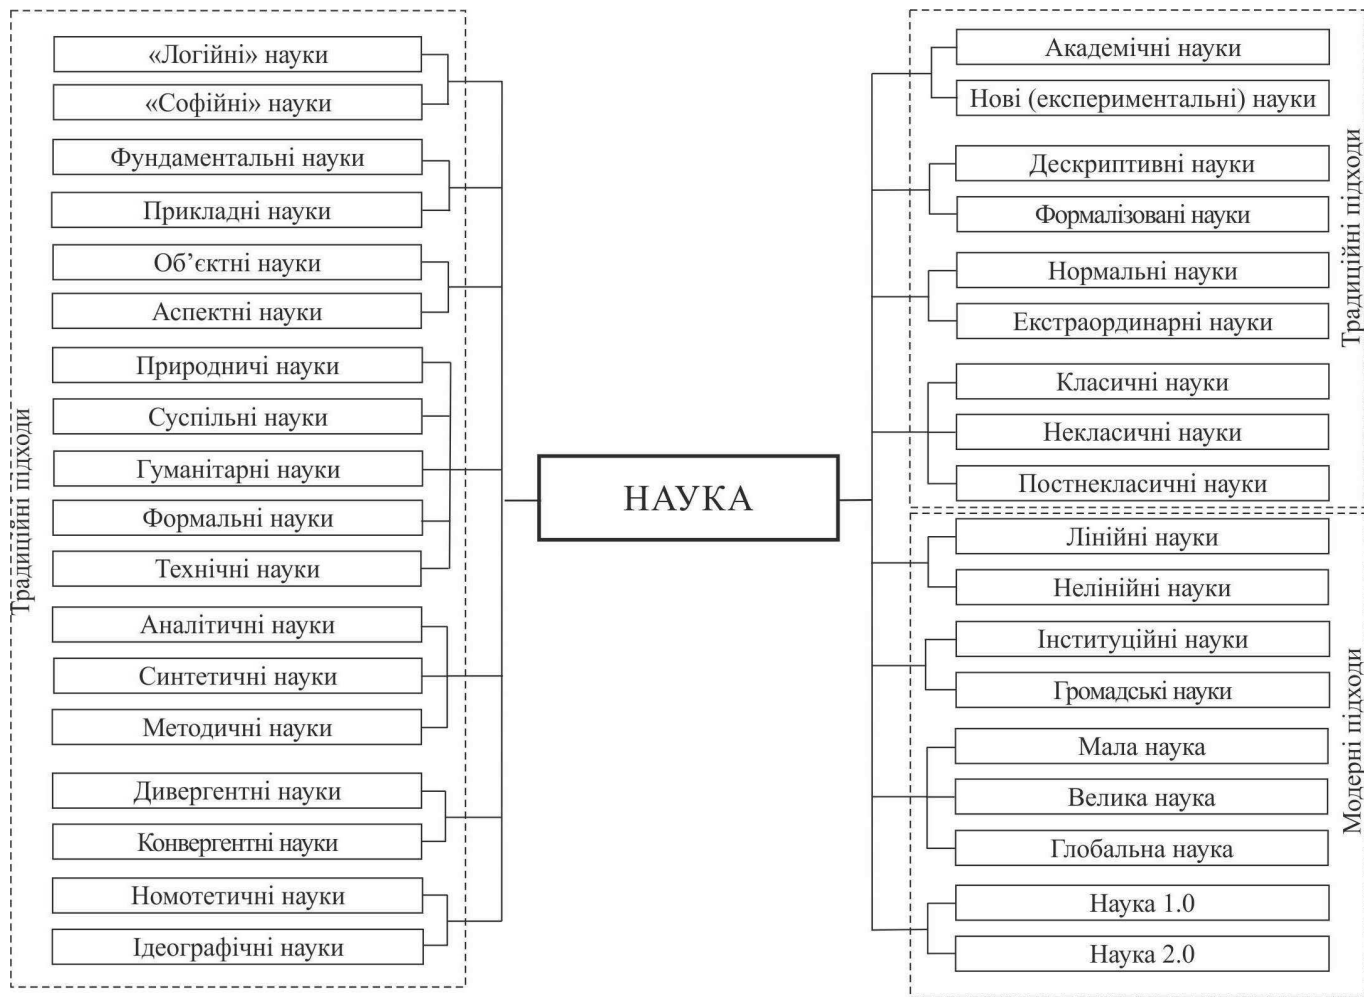 «Логійні» науки
«Софійні» науки
Фундаментальні науки
Прикладні науки
Об’єктні науки
Аспектні науки
Природничі науки
Суспільні науки
Гуманітарні науки
Формальні науки
Технічні науки
Аналітичні науки
Синтетичні науки
Методичні науки
Дивергентні науки
Конвергентні науки
Номотетичні науки
Ідеографічні науки
Традиційні підходи
НАУКА
Академічні науки
Нові (експериментальні) науки
Дескриптивні науки
Формалізовані науки
Нормальні науки
Екстраординарні науки
Класичні науки
Некласичні науки
Постнекласичні науки
Традиційні підходи
Лінійні науки
Нелінійні науки
Інституційні науки
Громадські науки
Мала наука
Велика наука
Глобальна наука
Наука 1.0
Наука 2.0
Модерні підходи